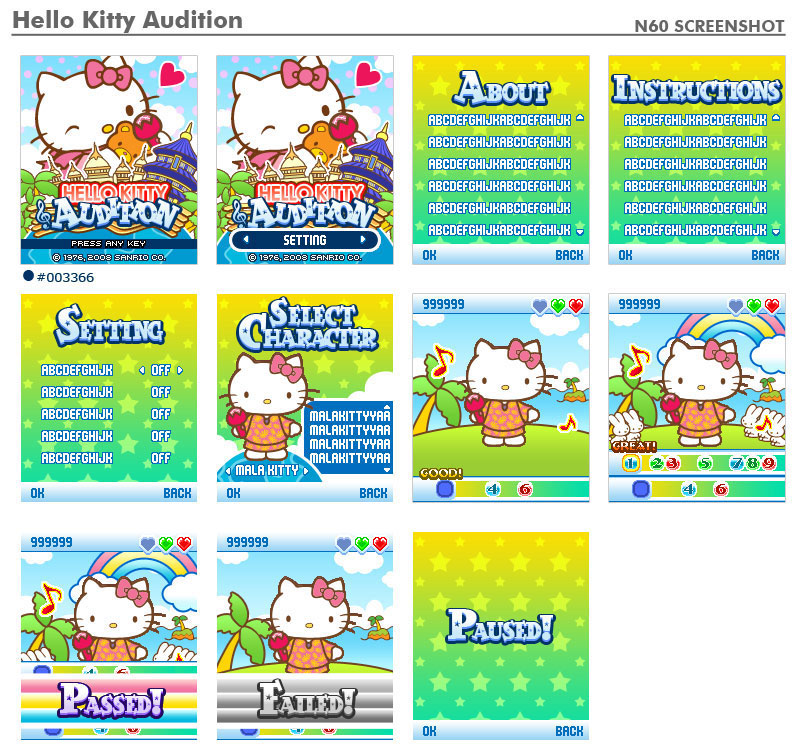 Hello Kitty Audition
N60 SCREENSHOT
HELLO KITTY
AUDITION
PRESS ANY KEY
© 1976, 2008 SANRIO CO.
#003366
HELLO KITTY
AUDITION
SETTING
© 1976, 2008 SANRIO CO.
ABOUT
ABCDEFGHIJKABCDEFGHIJK
ABCDEFGHIJKABCDEFGHIJK
ABCDEFGHIJKABCDEFGHIJK
ABCDEFGHIJKABCDEFGHIJK
ABCDEFGHIJKABCDEFGHIJK
ABCDEFGHIJKABCDEFGHIJK
OK BACK
INSTRUCTIONS
ABCDEFGHIJKABCDEFGHIJK
ABCDEFGHIJKABCDEFGHIJK
ABCDEFGHIJKABCDEFGHIJK
ABCDEFGHIJKABCDEFGHIJK
ABCDEFGHIJKABCDEFGHIJK
ABCDEFGHIJKABCDEFGHIJK
OK BACK
SETTING
ABCDEFGHIJK OFF
ABCDEFGHIJK OFF
ABCDEFGHIJK OFF
ABCDEFGHIJK OFF
ABCDEFGHIJK OFF
OK BACK
SELECT
CHARACTER
MALAKITTYYAA
MALAKITTYYAA
MALAKITTYYAA
MALAKITTYYAA
MALA KITTY
OK BACK
999999
GOOD!
4 6
999999
GREAT!
1 2 3 5 7 8 9
4 6
999999
PASSED!
999999
FAILED!
PAUSED!
OK BACK